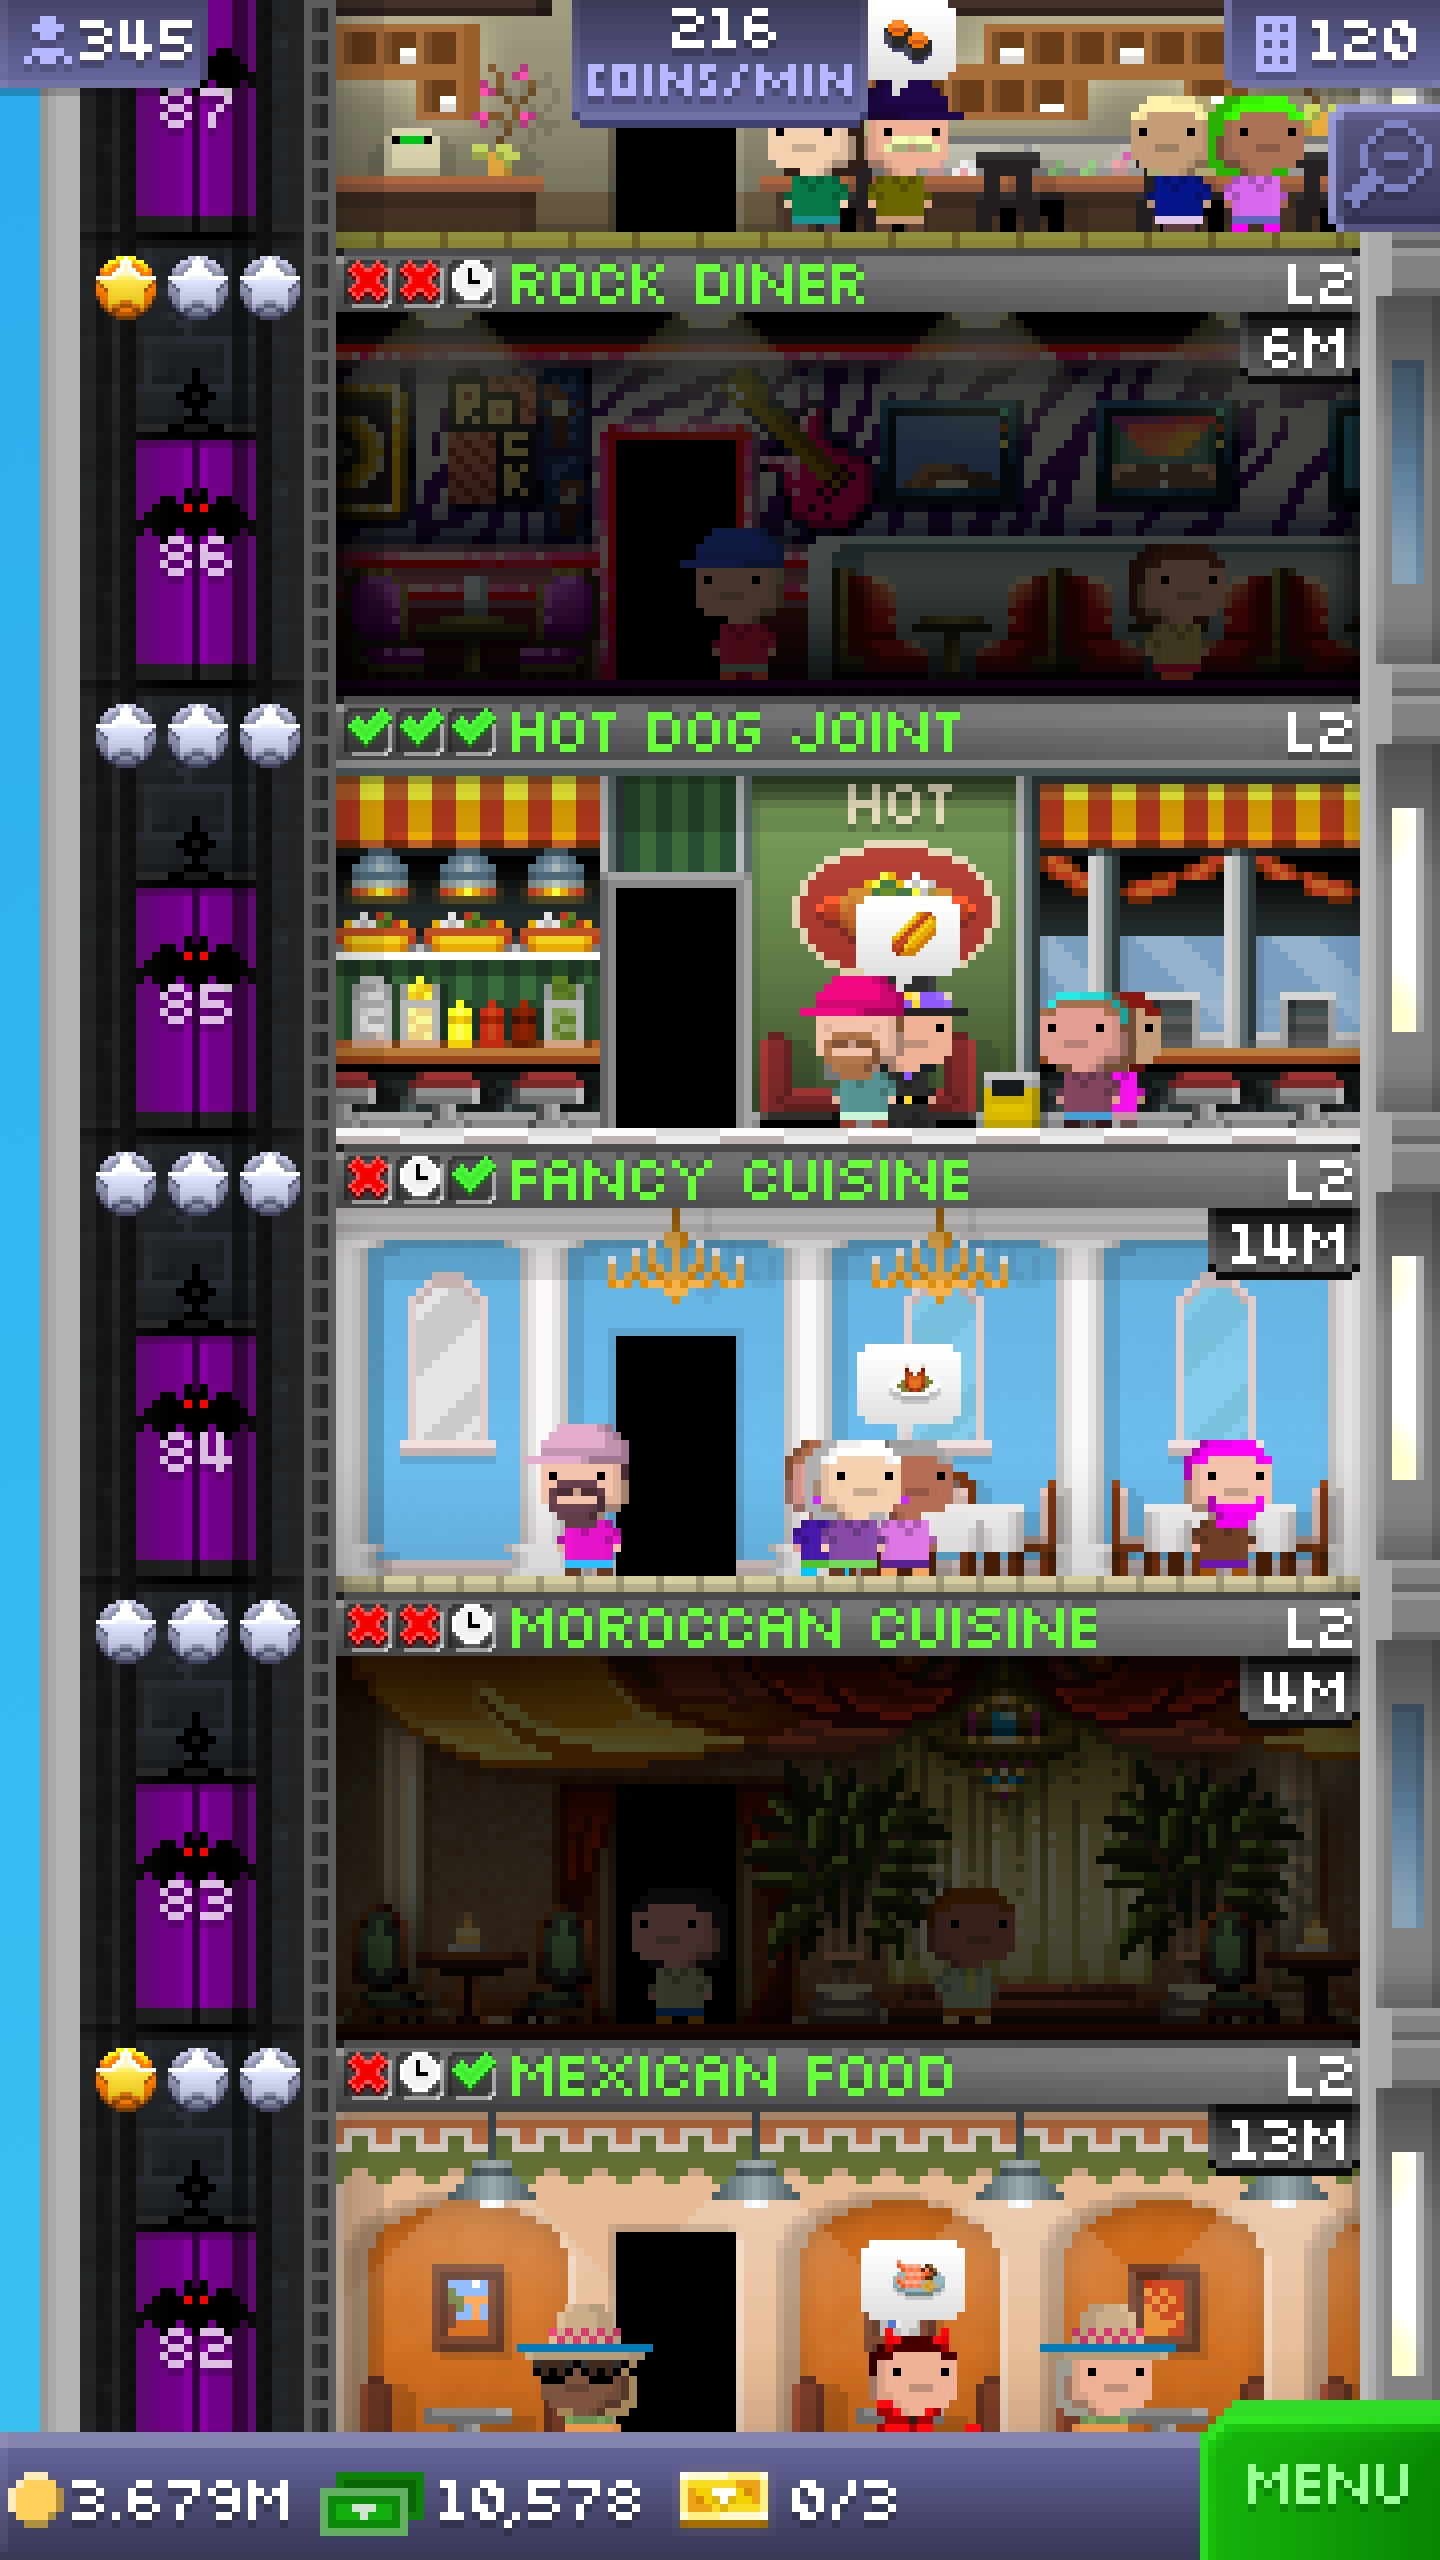 345
216
COINS/MIN
120
87
ROCK DINER
L2
6M
86
HOT DOG JOINT
L2
HOT
85
FANCY CUISINE
L2
14M
84
MOROCCAN CUISINE
L2
4M
83
MEXICAN FOOD
L2
13M
82
3.679M
10,578
0/3
MENU